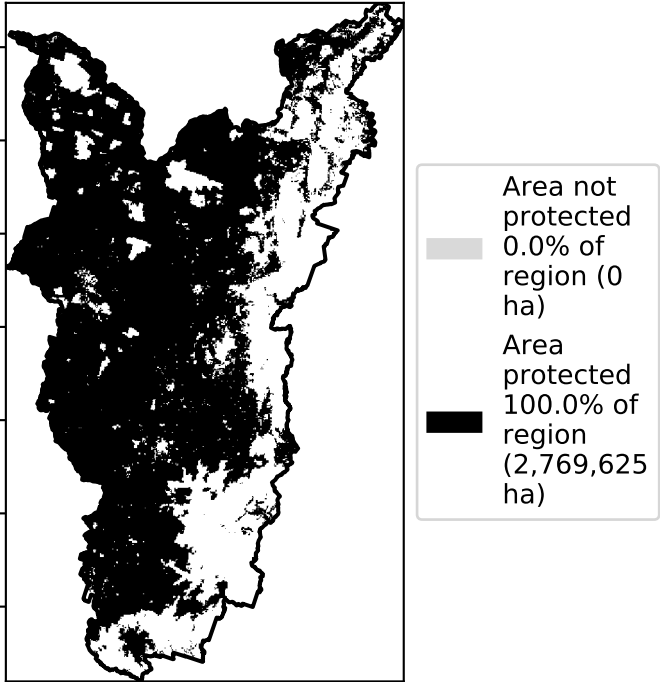 Area not
protected
0.0% of
region (0
ha)
Area
protected
100.0% of
region
(2,769,625
ha)